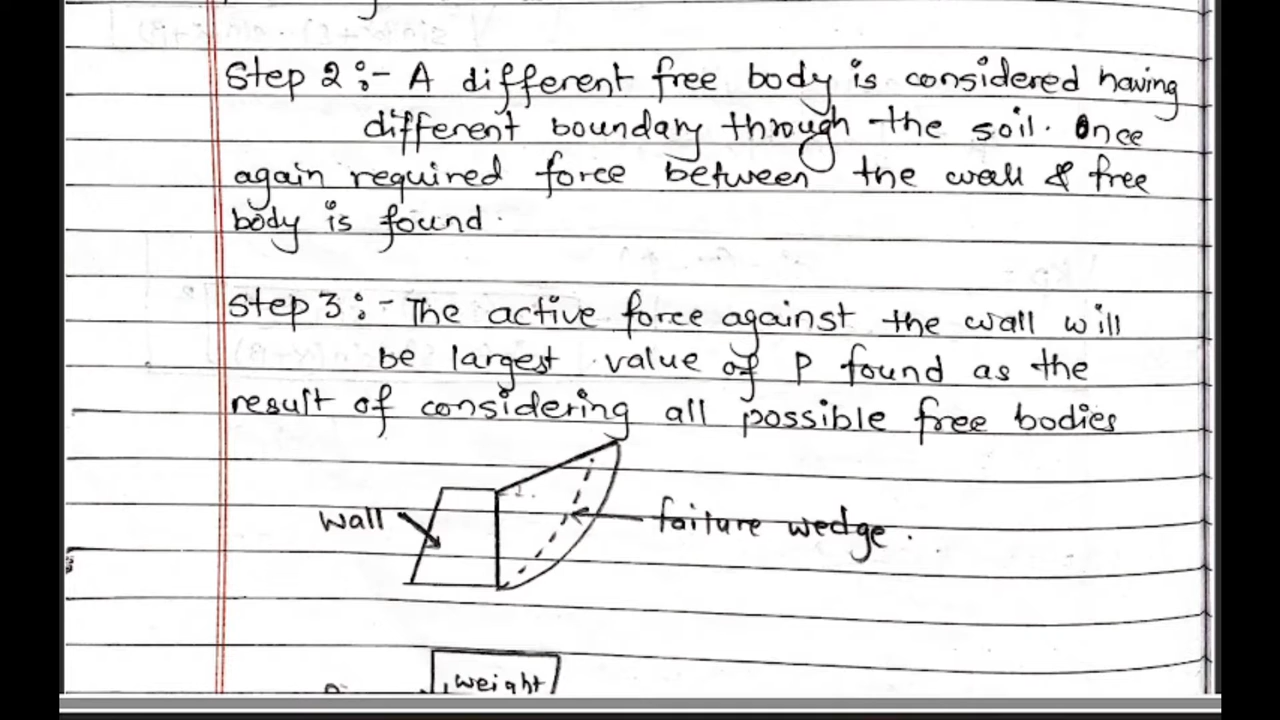 Step 2 :- A different free body is considered having
different boundary through the soil. Once
again required force between the wall & free
body is found.
Step 3 :- The active force against the wall will
be largest value of P found as the
result of considering all possible free bodies
Wall
failure wedge.
weight